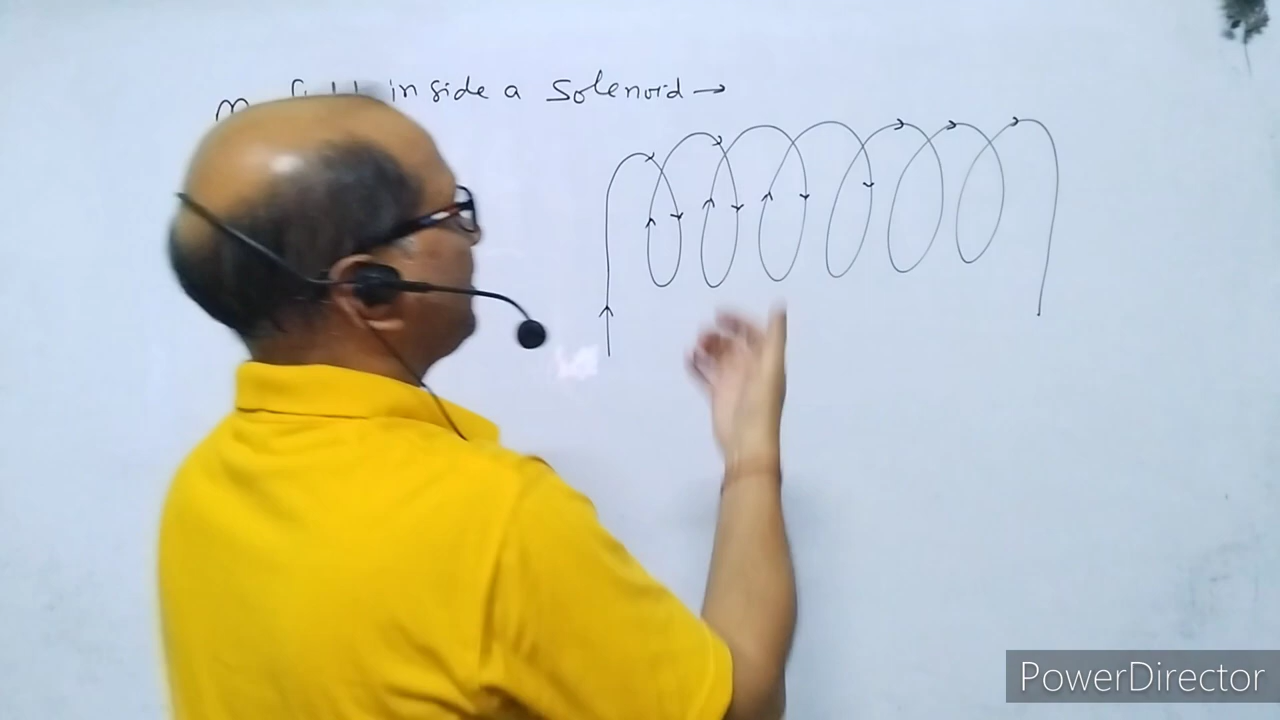 inside a Solenoid →
PowerDirector